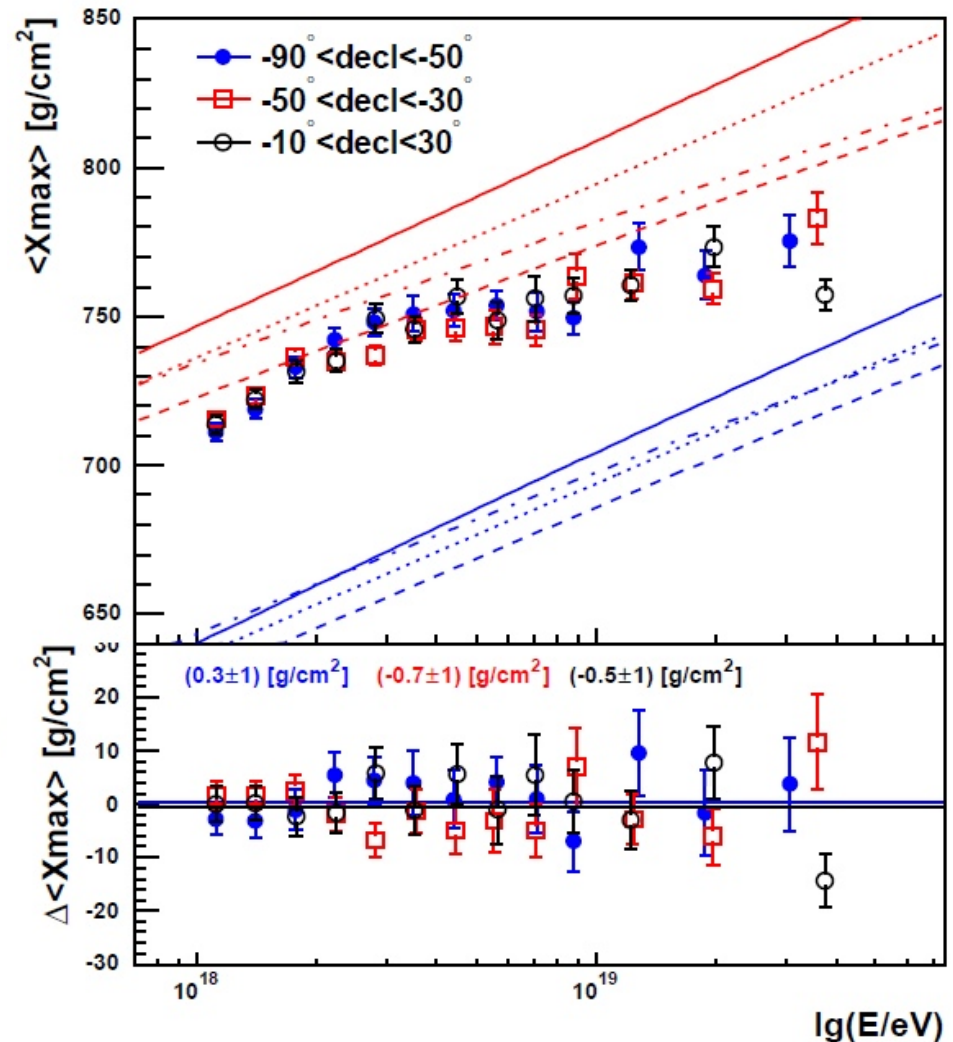 <Xmax> [g/cm²]
850
800
750
700
650
-90°<decl<-50°
-50°<decl<-30°
-10°<decl<30°
Δ<Xmax> [g/cm²]
30
20
10
0
-10
-20
-30
(0.3±1) [g/cm²] (-0.7±1) [g/cm²] (-0.5±1) [g/cm²]
10¹⁸ 10¹⁹
lg(E/eV)